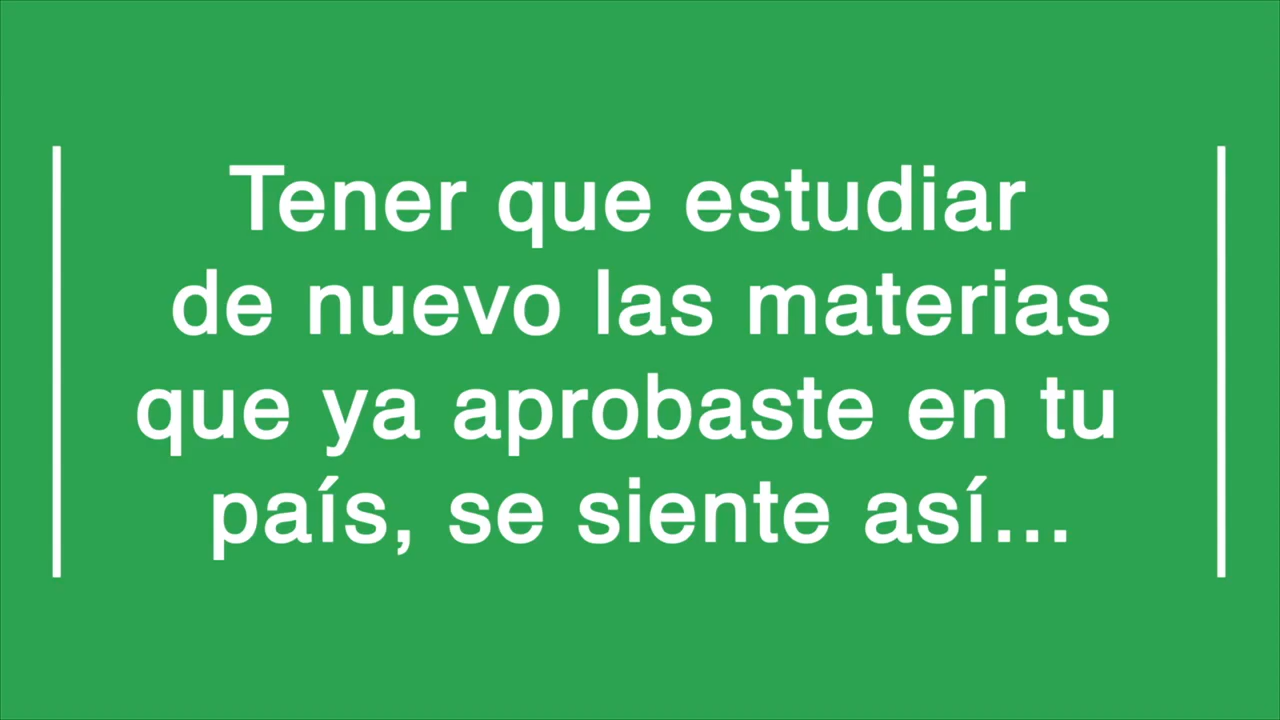 Tener que estudiar
de nuevo las materias
que ya aprobaste en tu
país, se siente así...